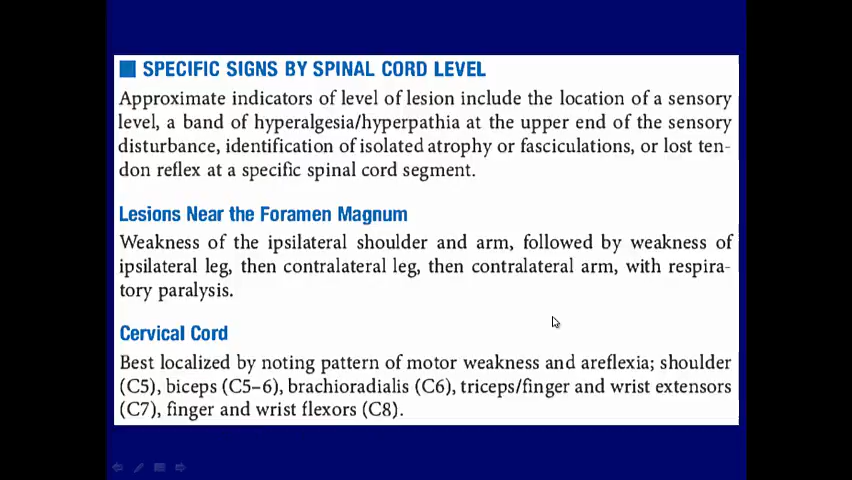 SPECIFIC SIGNS BY SPINAL CORD LEVEL
Approximate indicators of level of lesion include the location of a sensory
level, a band of hyperalgesia/hyperpathia at the upper end of the sensory
disturbance, identification of isolated atrophy or fasciculations, or lost ten-
don reflex at a specific spinal cord segment.
Lesions Near the Foramen Magnum
Weakness of the ipsilateral shoulder and arm, followed by weakness of
ipsilateral leg, then contralateral leg, then contralateral arm, with respira-
tory paralysis.
Cervical Cord
Best localized by noting pattern of motor weakness and areflexia; shoulder
(C5), biceps (C5–6), brachioradialis (C6), triceps/finger and wrist extensors
(C7), finger and wrist flexors (C8).